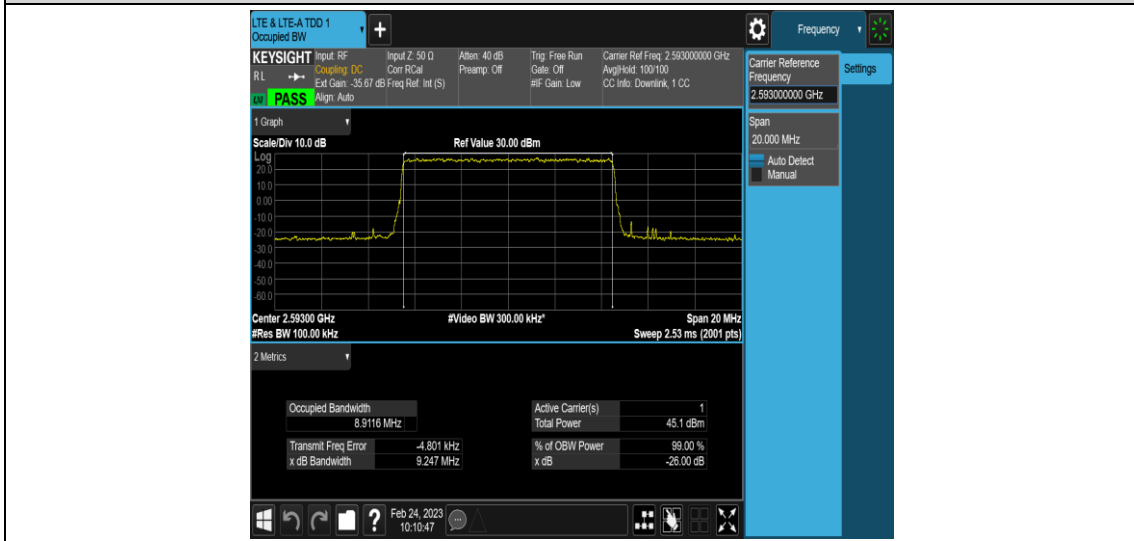 LTE & LTE-A TDD 1
Occupied BW
+
Frequency
KEYSIGHT
RL
LXI
PASS
Input: RF
Coupling: DC
Ext Gain: -35.67 dB
Align: Auto
Input Z: 50 Ω
Corr RCal
Freq Ref: Int (S)
Atten: 40 dB
Preamp: Off
Trig: Free Run
Gate: Off
#IF Gain: Low
Carrier Ref Freq: 2.593000000 GHz
Avg|Hold: 100/100
CC Info: Downlink, 1 CC
Carrier Reference
Frequency
2.593000000 GHz
Settings
Span
20.000 MHz
Auto Detect
Manual
1 Graph
Scale/Div 10.0 dB
Ref Value 30.00 dBm
Log
20.0
10.0
0.00
-10.0
-20.0
-30.0
-40.0
-50.0
-60.0
Center 2.59300 GHz
#Video BW 300.00 kHz*
Span 20 MHz
#Res BW 100.00 kHz
Sweep 2.53 ms (2001 pts)
2 Metrics
Occupied Bandwidth
8.9116 MHz
Transmit Freq Error -4.801 kHz
x dB Bandwidth 9.247 MHz
Active Carrier(s) 1
Total Power 45.1 dBm
% of OBW Power 99.00 %
x dB -26.00 dB
?
Feb 24, 2023
10:10:47